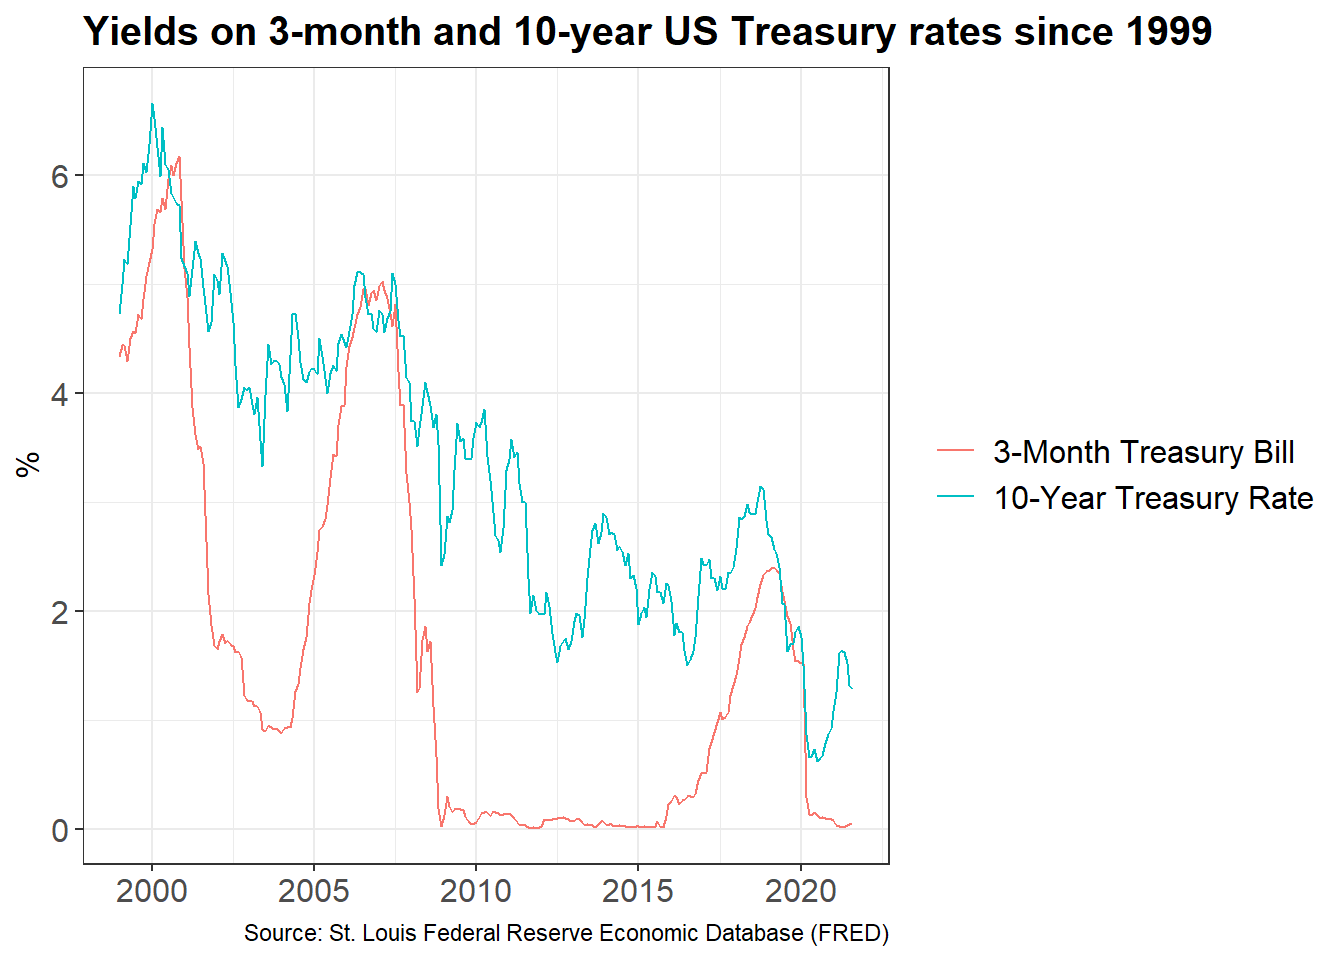 Yields on 3-month and 10-year US Treasury rates since 1999
%
6
4
2
0
2000 2005 2010 2015 2020
3-Month Treasury Bill
10-Year Treasury Rate
Source: St. Louis Federal Reserve Economic Database (FRED)